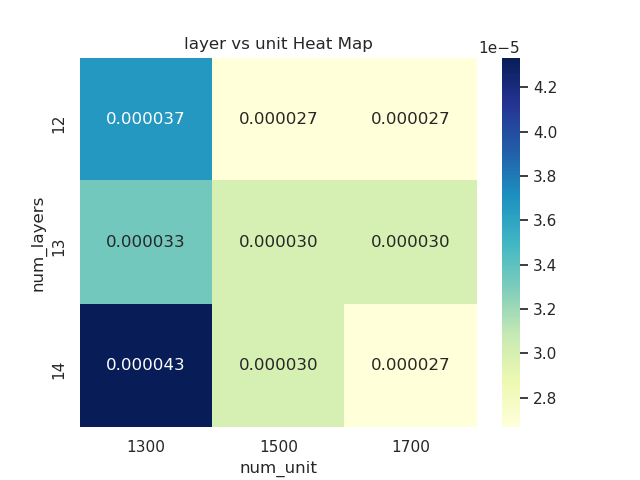 layer vs unit Heat Map
1e−5
num_layers
12
0.000037 0.000027 0.000027
13
0.000033 0.000030 0.000030
14
0.000043 0.000030 0.000027
1300 1500 1700
num_unit
4.2
4.0
3.8
3.6
3.4
3.2
3.0
2.8